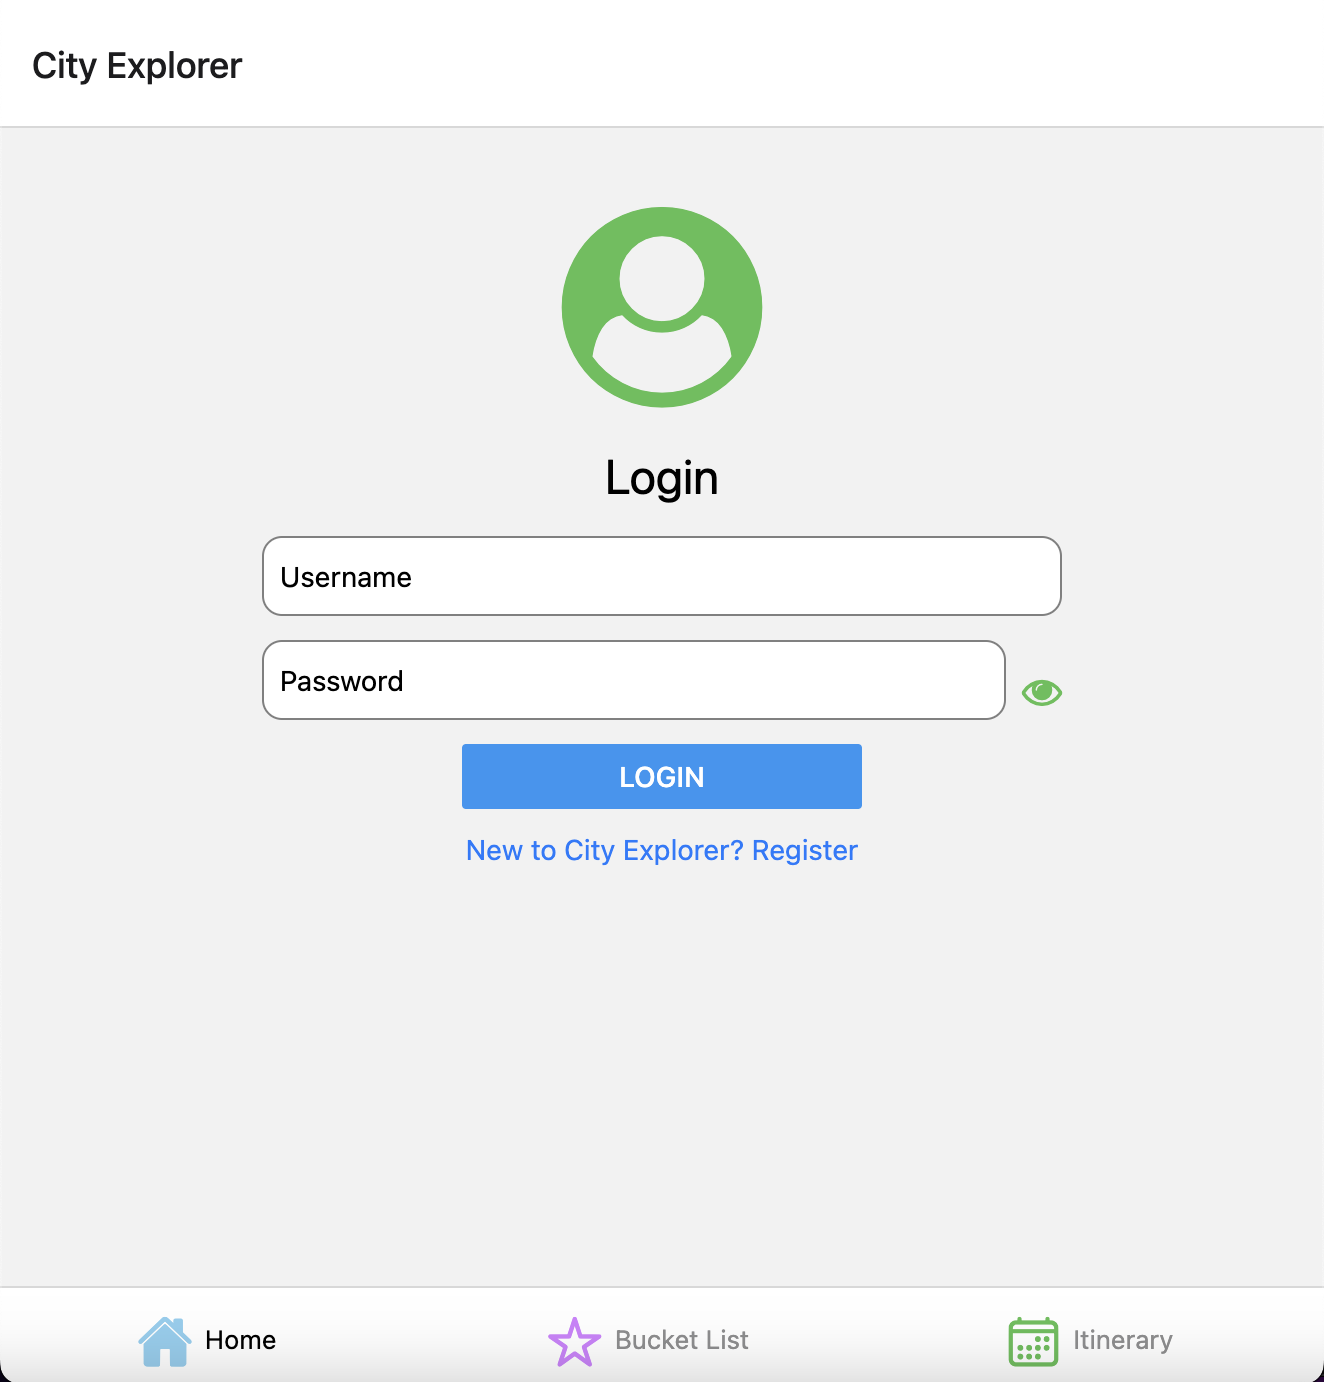 City Explorer
Login
Username
Password
LOGIN
New to City Explorer? Register
Home
Bucket List
Itinerary